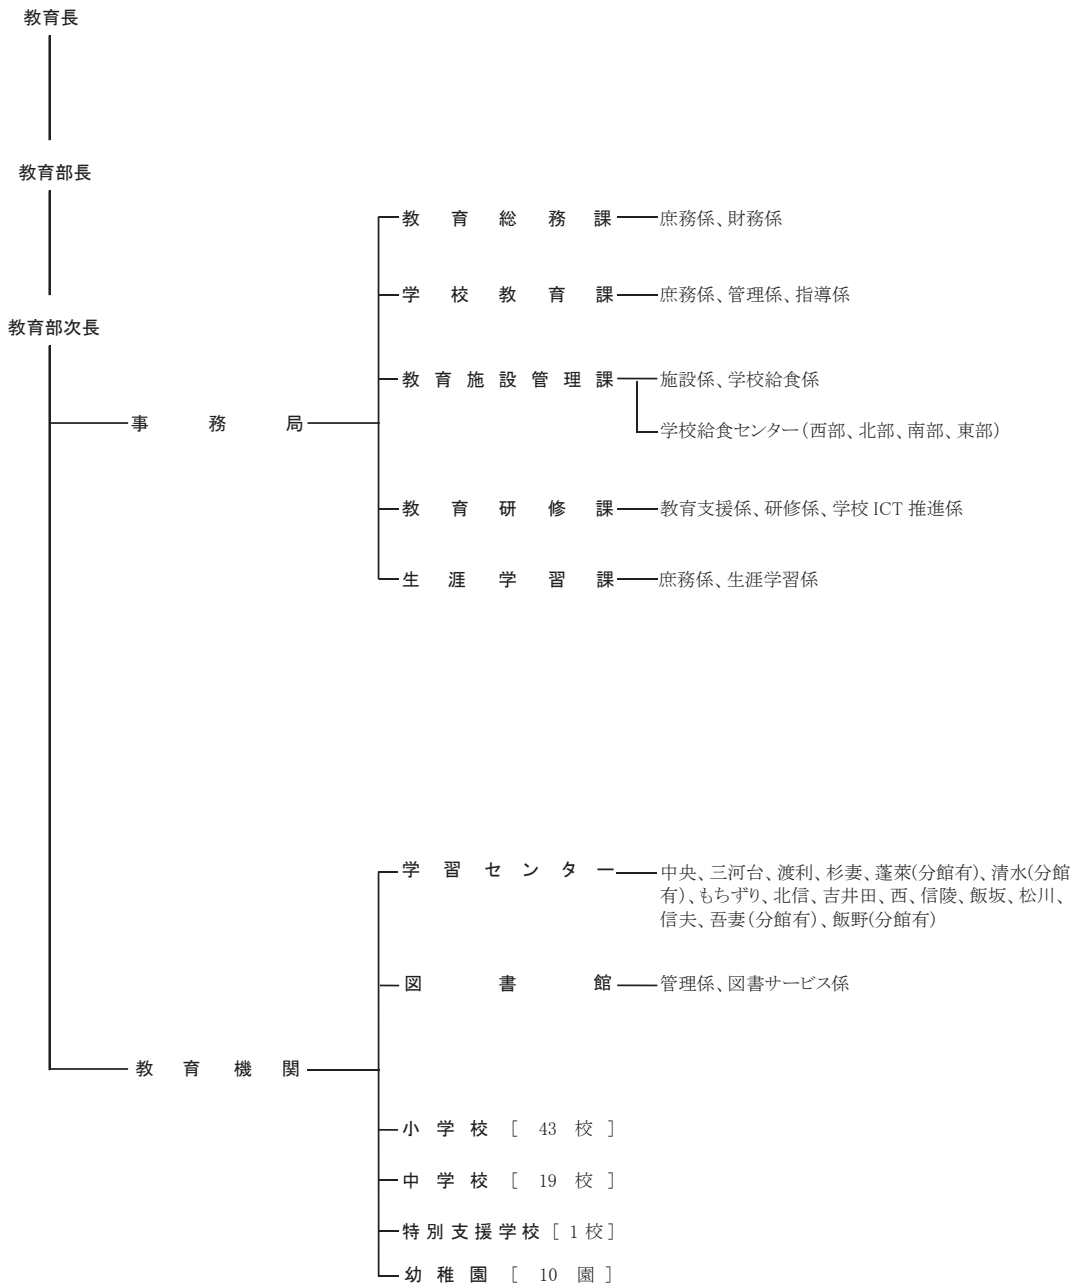 教育長
教育部長
教育部次長
事務局
教育総務課 庶務係、財務係
学校教育課 庶務係、管理係、指導係
教育施設管理課 施設係、学校給食係
学校給食センター(西部、北部、南部、東部)
教育研修課 教育支援係、研修係、学校 ICT 推進係
生涯学習課 庶務係、生涯学習係
教育機関
学習センター 中央、三河台、渡利、杉妻、蓬萊(分館有)、清水(分館
有)、もちずり、北信、吉井田、西、信陵、飯坂、松川、
信夫、吾妻(分館有)、飯野(分館有)
図書館 管理係、図書サービス係
小学校 [ 43 校 ]
中学校 [ 19 校 ]
特別支援学校 [ 1 校 ]
幼稚園 [ 10 園 ]